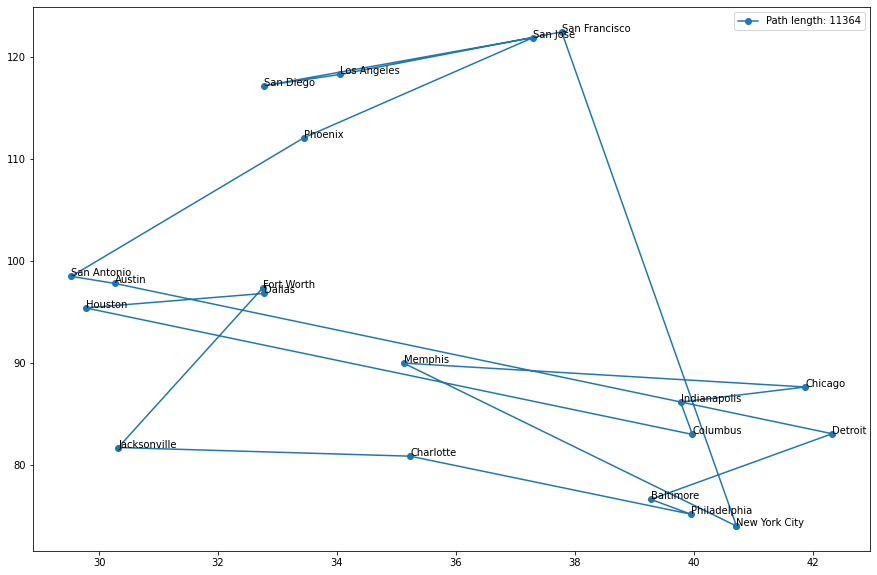 Path length: 11364
San Francisco
San Jose
Los Angeles
San Diego
Phoenix
San Antonio
Austin
Fort Worth
Dallas
Houston
Memphis
Chicago
Indianapolis
Columbus
Detroit
Jacksonville
Charlotte
Baltimore
Philadelphia
New York City
120
110
100
90
80
30 32 34 36 38 40 42